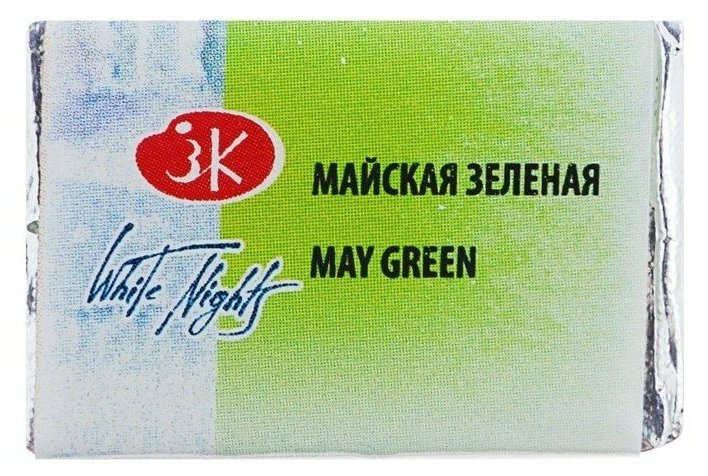 ЗК
МАЙСКАЯ ЗЕЛЕНАЯ
White Nights
MAY GREEN